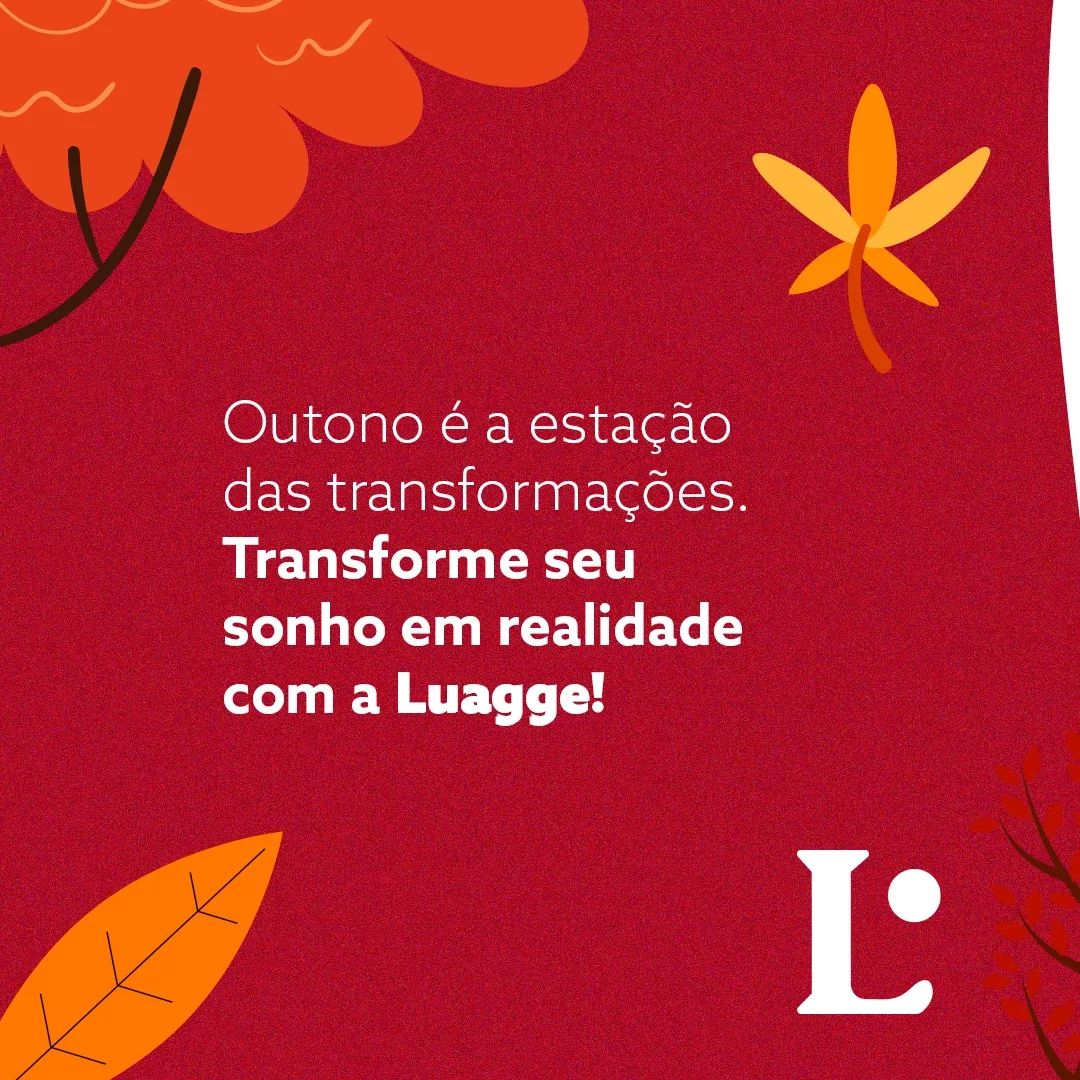 Outono é a estação
das transformações.
Transforme seu
sonho em realidade
com a Luagge!
L